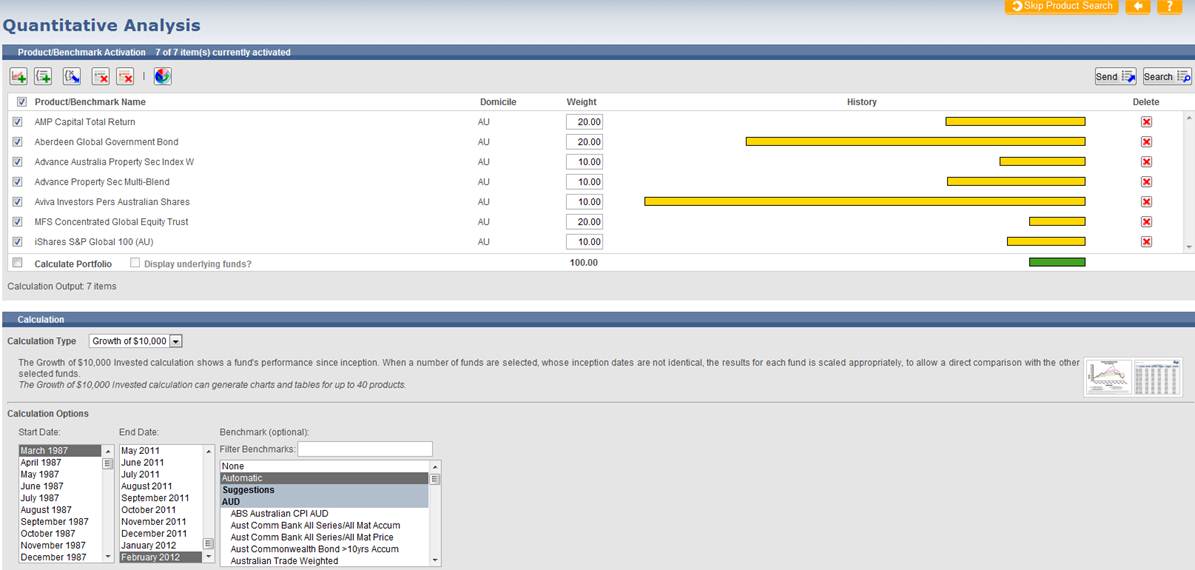 Skip Product Search ?
Quantitative Analysis
Product/Benchmark Activation 7 of 7 item(s) currently activated
Send Search
Product/Benchmark Name Domicile Weight History Delete
AMP Capital Total Return AU 20.00
Aberdeen Global Government Bond AU 20.00
Advance Australia Property Sec Index W AU 10.00
Advance Property Sec Multi-Blend AU 10.00
Aviva Investors Pers Australian Shares AU 10.00
MFS Concentrated Global Equity Trust AU 20.00
iShares S&P Global 100 (AU) AU 10.00
Calculate Portfolio Display underlying funds? 100.00
Calculation Output: 7 items
Calculation
Calculation Type Growth of $10,000
The Growth of $10,000 Invested calculation shows a fund's performance since inception. When a number of funds are selected, whose inception dates are not identical, the results for each fund is scaled appropriately, to allow a direct comparison with the other
selected funds.
The Growth of $10,000 Invested calculation can generate charts and tables for up to 40 products.
Calculation Options
Start Date: End Date: Benchmark (optional):
March 1987 May 2011 Filter Benchmarks:
April 1987 June 2011 None
May 1987 July 2011 Automatic
June 1987 August 2011 Suggestions
July 1987 September 2011 AUD
August 1987 October 2011 ABS Australian CPI AUD
September 1987 November 2011 Aust Comm Bank All Series/All Mat Accum
October 1987 December 2011 Aust Comm Bank All Series/All Mat Price
November 1987 January 2012 Aust Commonwealth Bond >10yrs Accum
December 1987 February 2012 Australian Trade Weighted